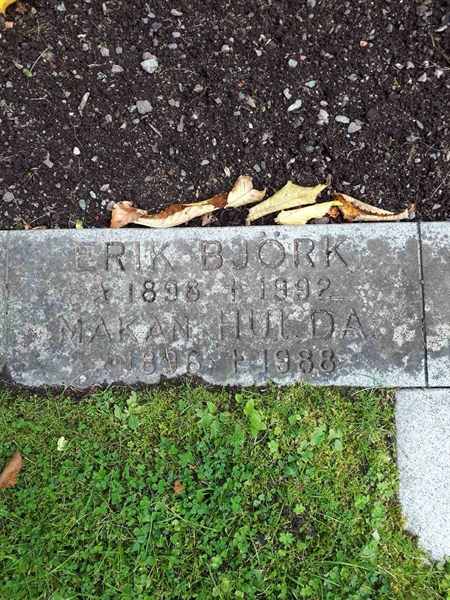 ERIK BJÖRK
* 1898 † 1992
MAKAN HULDA
* 1896 † 1988